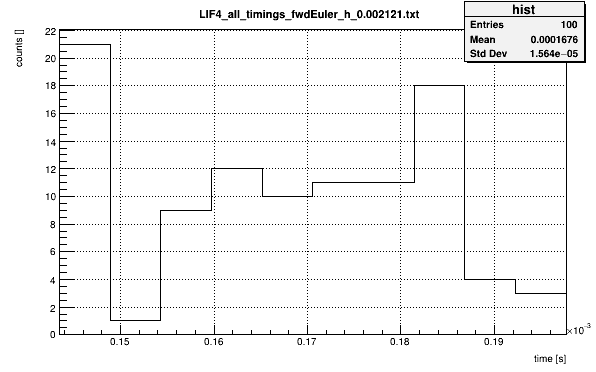 LIF4_all_timings_fwdEuler_h_0.002121.txt
hist
Entries 100
Mean 0.0001676
Std Dev 1.564e−05
counts []
22
20
18
16
14
12
10
8
6
4
2
0
0.15 0.16 0.17 0.18 0.19
×10⁻³
time [s]